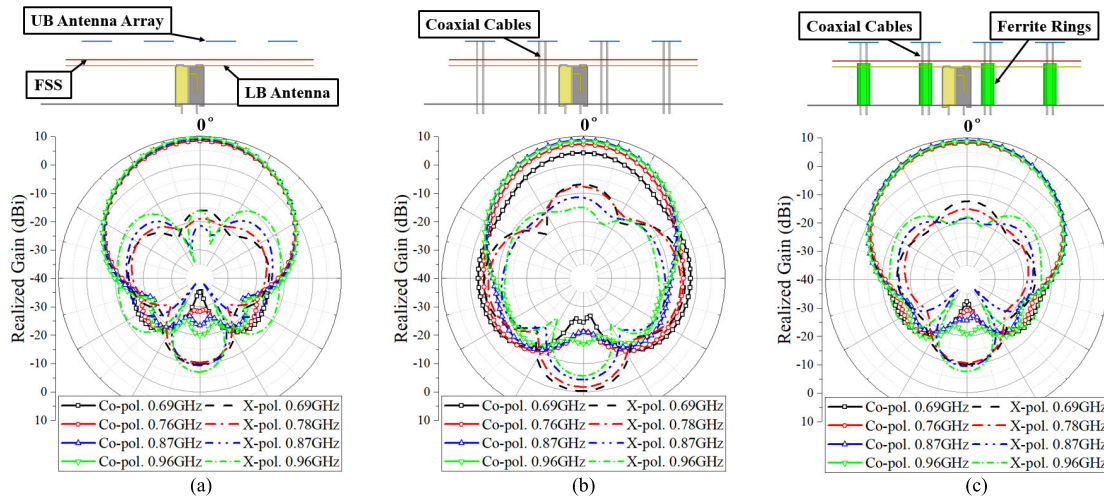 UB Antenna Array
FSS
LB Antenna
0°
Realized Gain (dBi)
10
0
-10
-20
-30
-40
-30
-20
-10
0
10
Co-pol. 0.69GHz X-pol. 0.69GHz
Co-pol. 0.76GHz X-pol. 0.78GHz
Co-pol. 0.87GHz X-pol. 0.87GHz
Co-pol. 0.96GHz X-pol. 0.96GHz
(a)
Coaxial Cables
0°
Realized Gain (dBi)
10
0
-10
-20
-30
-40
-30
-20
-10
0
10
Co-pol. 0.69GHz X-pol. 0.69GHz
Co-pol. 0.76GHz X-pol. 0.78GHz
Co-pol. 0.87GHz X-pol. 0.87GHz
Co-pol. 0.96GHz X-pol. 0.96GHz
(b)
Coaxial Cables
Ferrite Rings
0°
Realized Gain (dBi)
10
0
-10
-20
-30
-40
-30
-20
-10
0
10
Co-pol. 0.69GHz X-pol. 0.69GHz
Co-pol. 0.76GHz X-pol. 0.78GHz
Co-pol. 0.87GHz X-pol. 0.87GHz
Co-pol. 0.96GHz X-pol. 0.96GHz
(c)